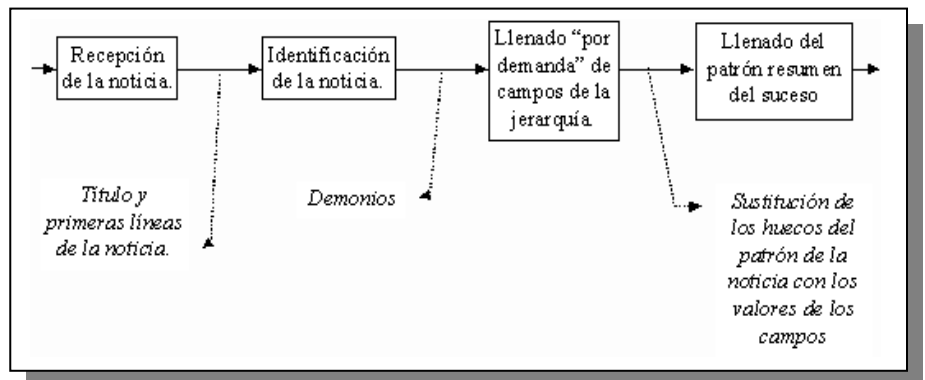 Recepción
de la noticia.
Identificación
de la noticia.
Llenado “por
demanda” de
campos de la
jerarquía
Llenado del
patrón resumen
del suceso
Título y
primeras líneas
de la noticia.
Demonios
Sustitución de
los huecos del
patrón de la
noticia con los
valores de los
campos